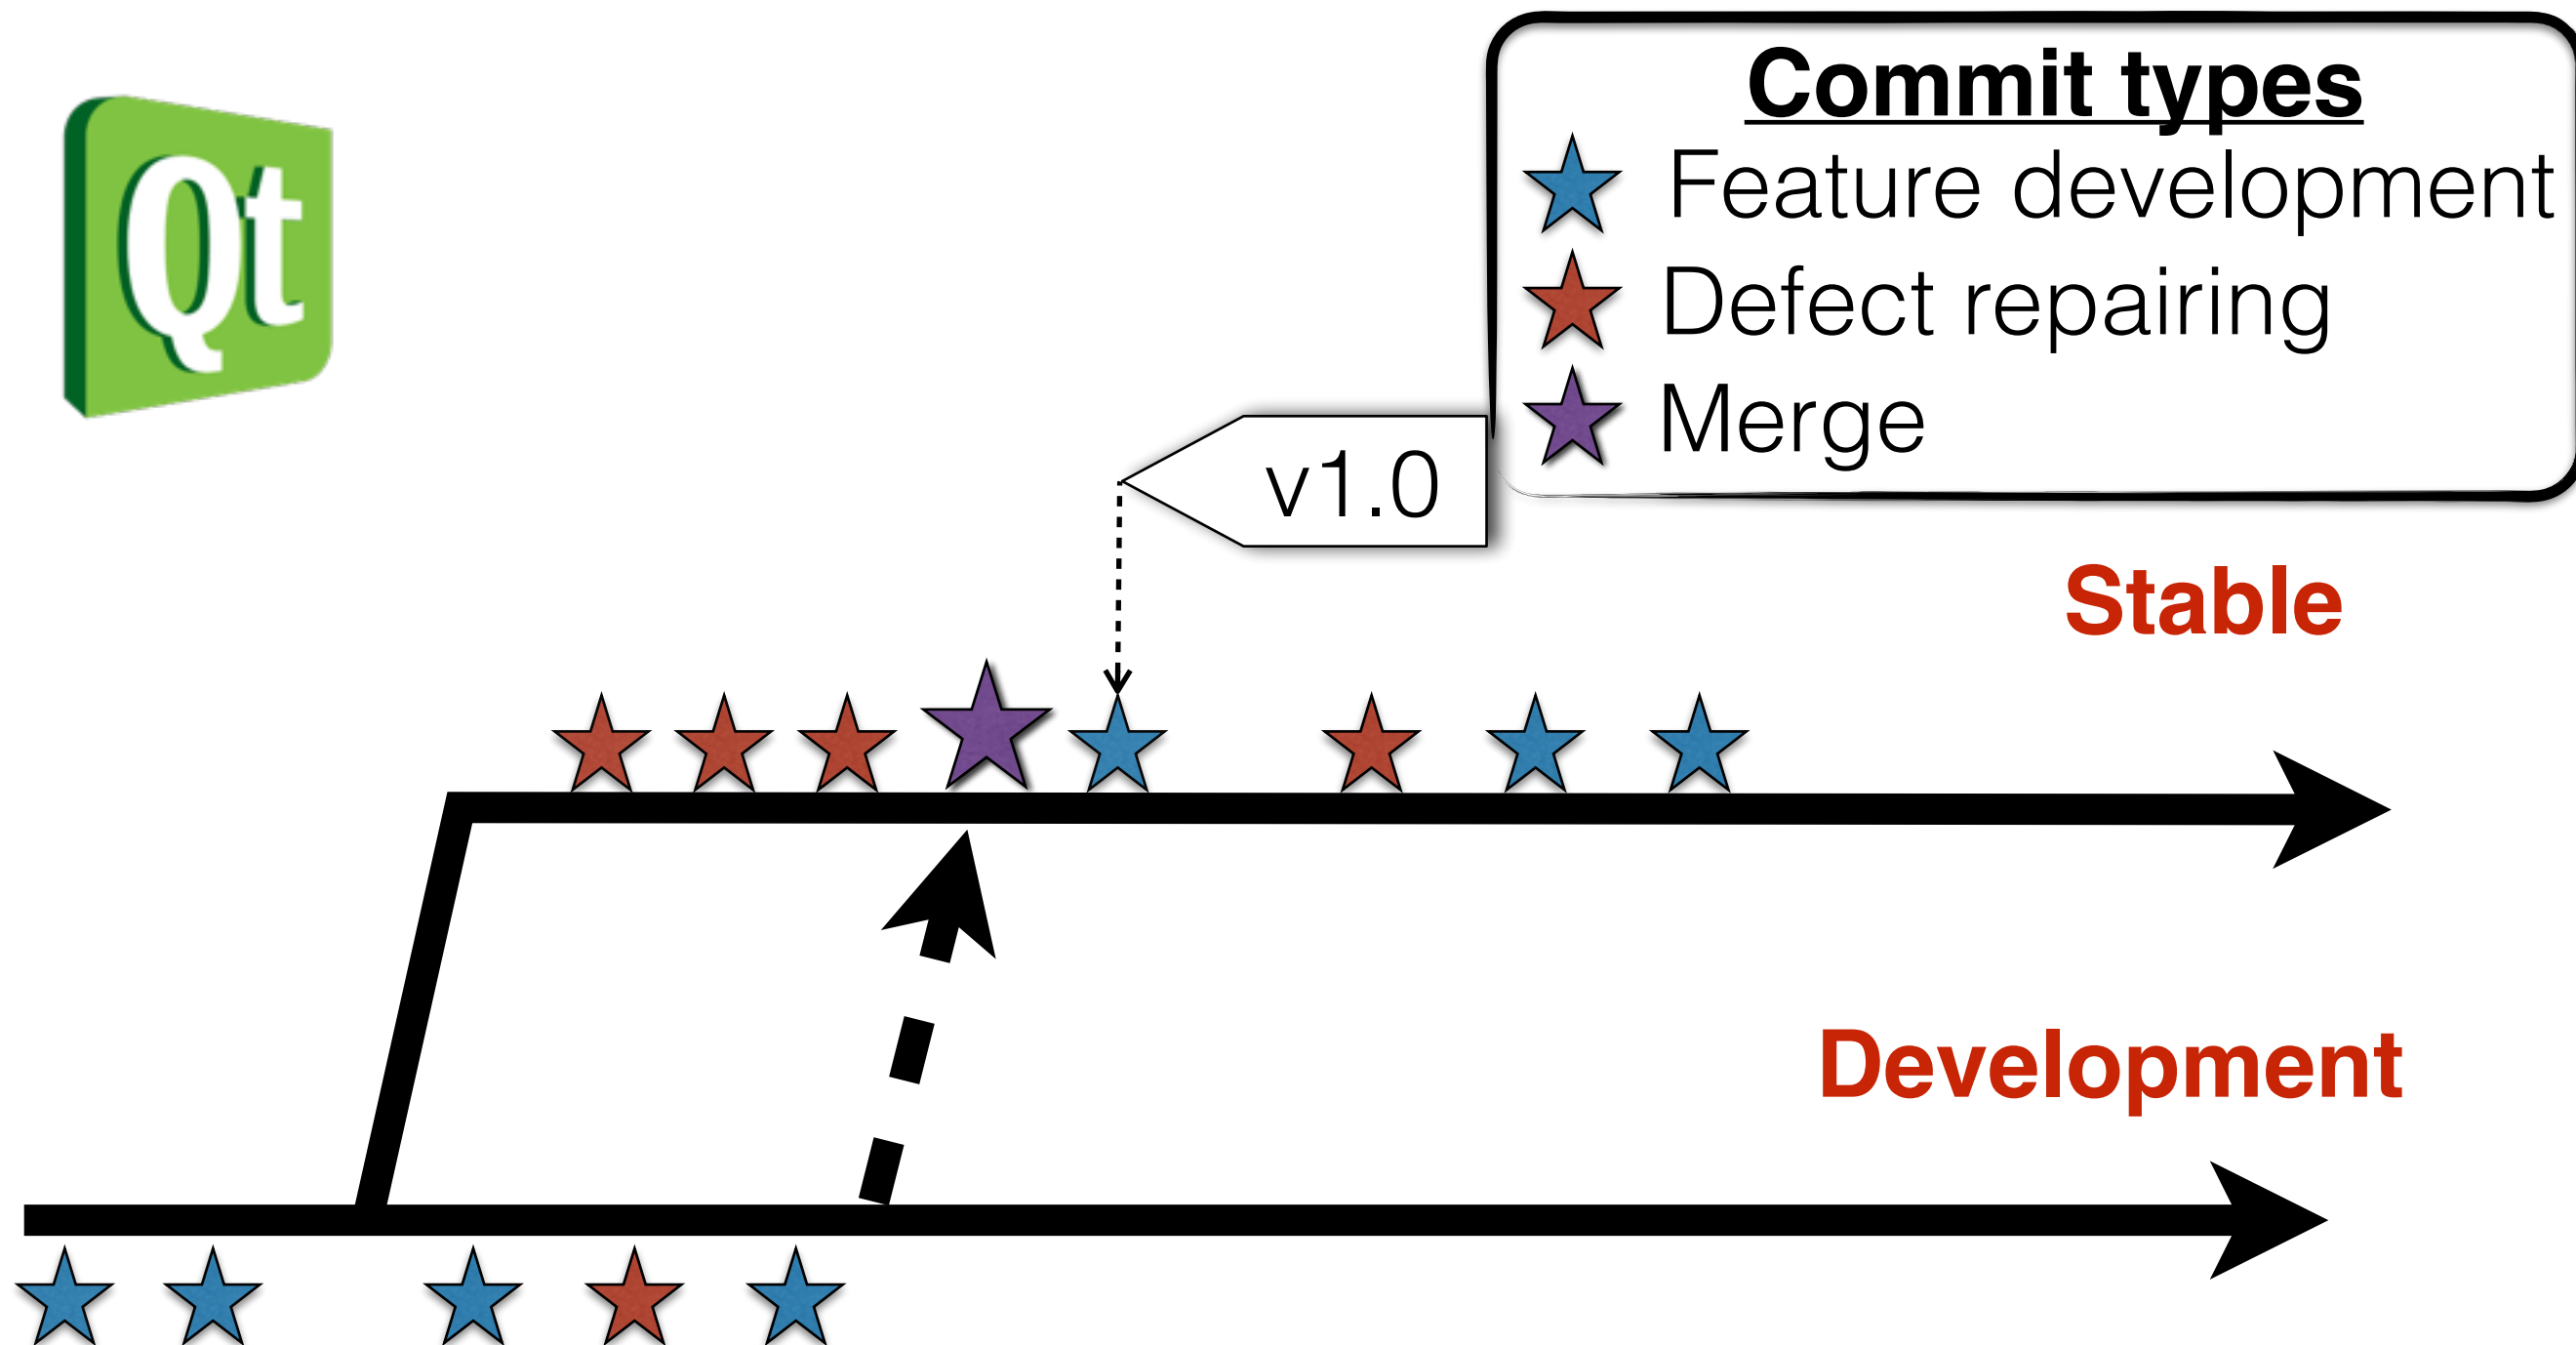 Qt
Commit types
Feature development
Defect repairing
Merge
v1.0
Stable
Development